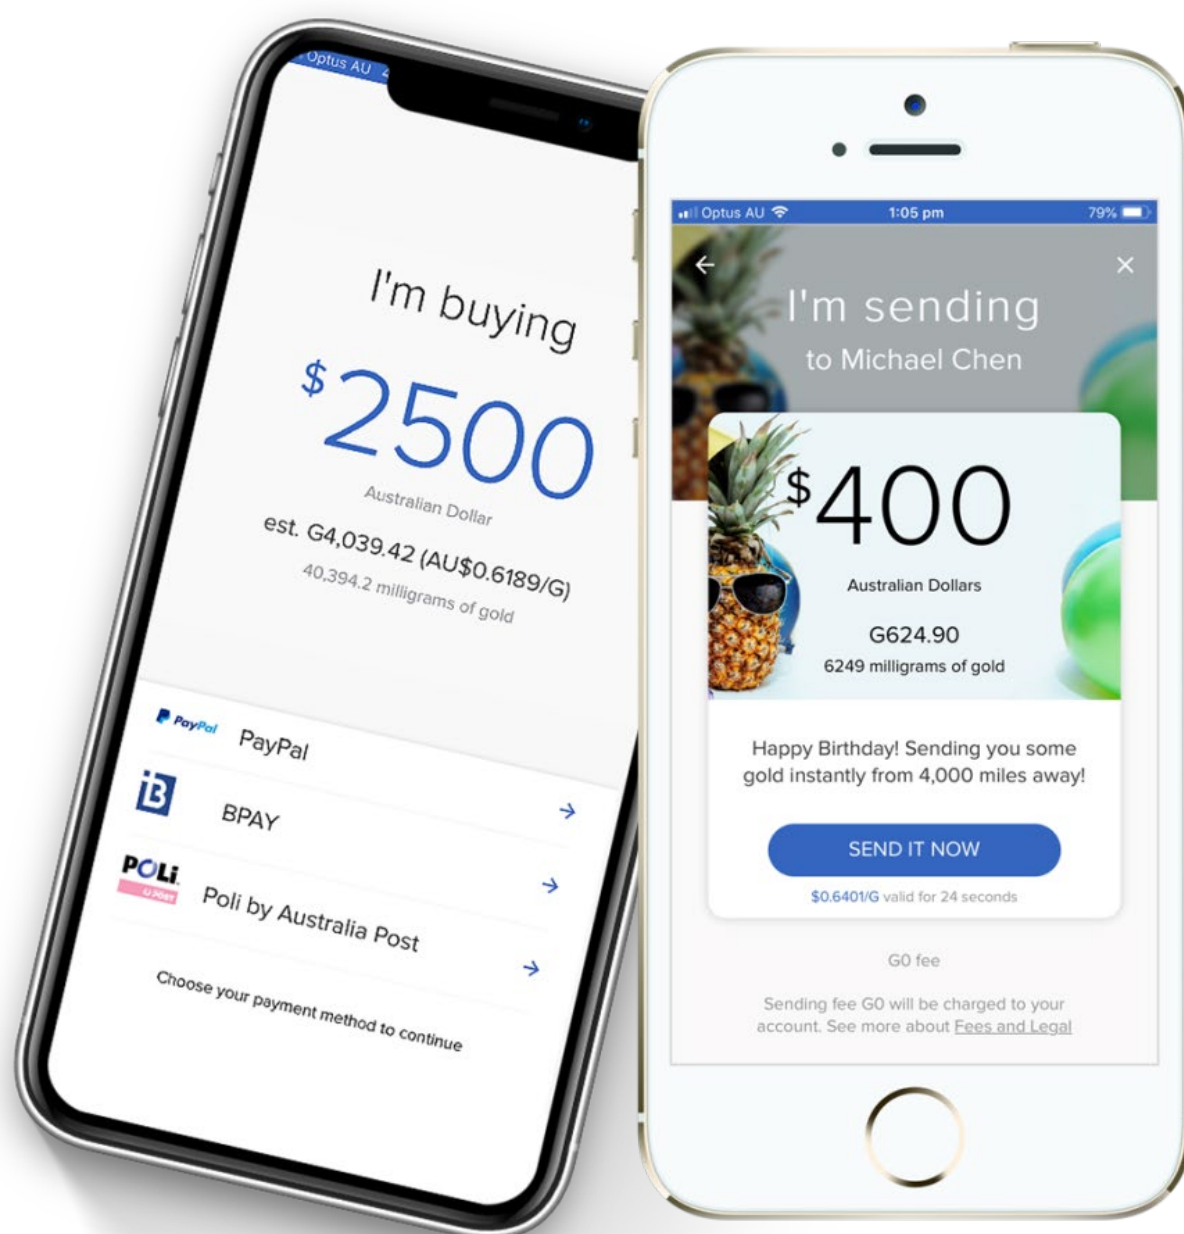 Optus AU
I'm buying
$2500
Australian Dollar
est. G4,039.42 (AU$0.6189/G)
40,394.2 milligrams of gold
PayPal PayPal
B BPAY
POLi Poli by Australia Post
Choose your payment method to continue
Optus AU 1:05 pm 79%
I'm sending
to Michael Chen
$400
Australian Dollars
G624.90
6249 milligrams of gold
Happy Birthday! Sending you some
gold instantly from 4,000 miles away!
SEND IT NOW
$0.6401/G valid for 24 seconds
G0 fee
Sending fee G0 will be charged to your
account. See more about Fees and Legal